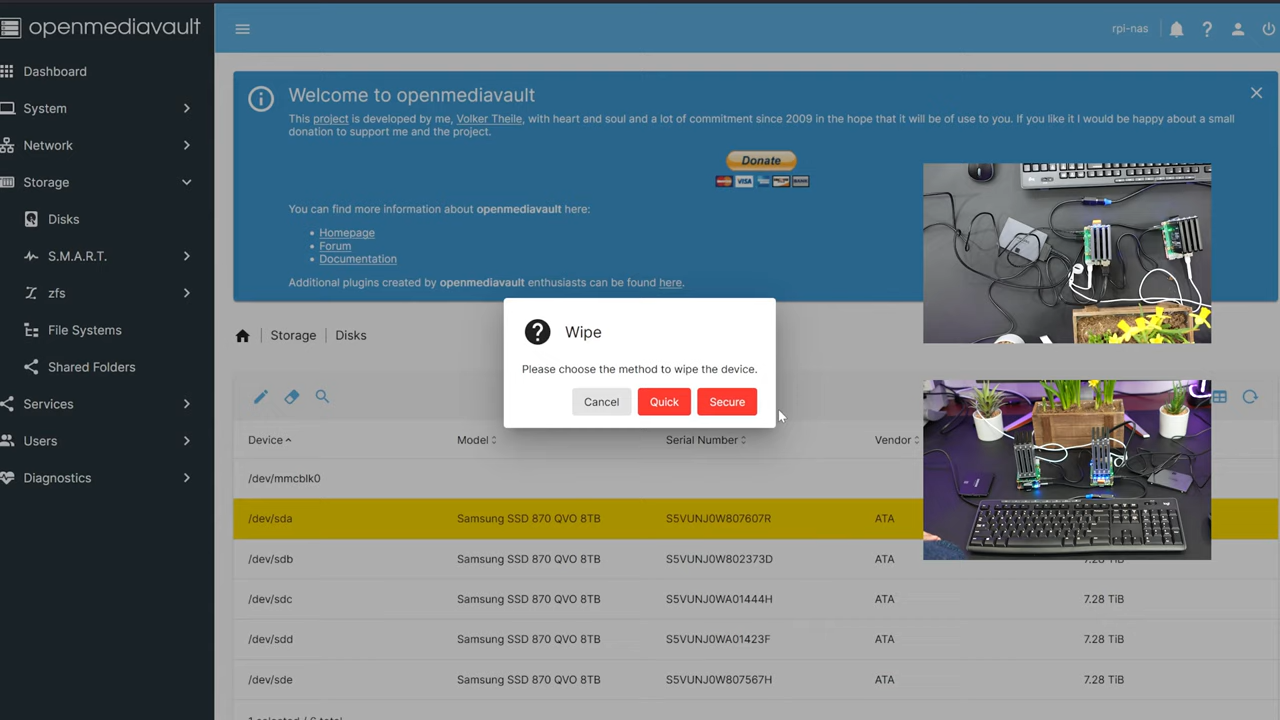 openmediavault
rpi-nas
Dashboard
System
Network
Storage
Disks
S.M.A.R.T.
zfs
File Systems
Shared Folders
Services
Users
Diagnostics
Welcome to openmediavault
This project is developed by me, Volker Theile, with heart and soul and a lot of commitment since 2009 in the hope that it will be of use to you. If you like it I would be happy about a small
donation to support me and the project.
Donate
VISA
You can find more information about openmediavault here:
Homepage
Forum
Documentation
Additional plugins created by openmediavault enthusiasts can be found here.
Storage | Disks
Wipe
Please choose the method to wipe the device.
Cancel Quick Secure
Device Model Serial Number Vendor
/dev/mmcblk0
/dev/sda Samsung SSD 870 QVO 8TB S5VUNJ0W807607R ATA
/dev/sdb Samsung SSD 870 QVO 8TB S5VUNJ0W802373D ATA 7.28 TiB
/dev/sdc Samsung SSD 870 QVO 8TB S5VUNJ0WA01444H ATA 7.28 TiB
/dev/sdd Samsung SSD 870 QVO 8TB S5VUNJ0WA01423F ATA 7.28 TiB
/dev/sde Samsung SSD 870 QVO 8TB S5VUNJ0W807567H ATA 7.28 TiB